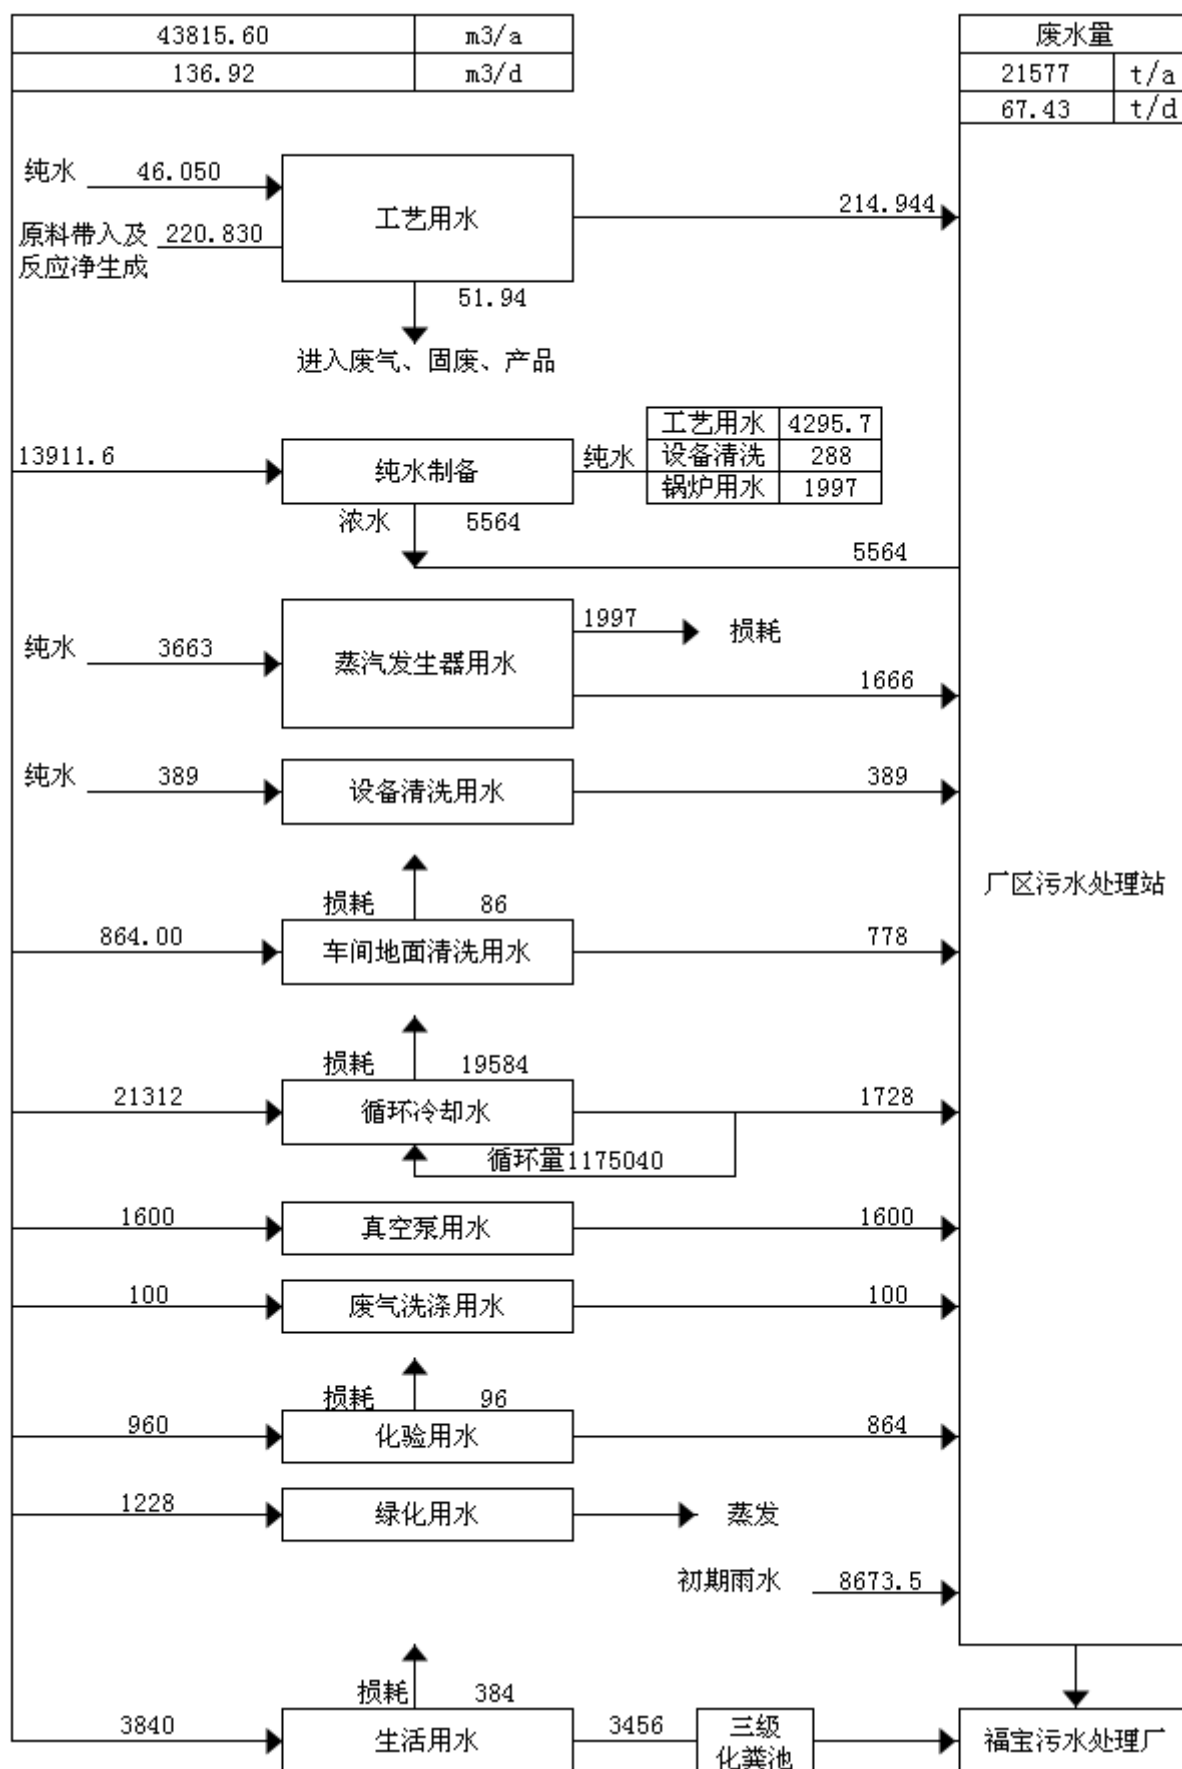 43815.60 m3/a
136.92 m3/d
废水量
21577 t/a
67.43 t/d
纯水 46.050
原料带入及 220.830
反应净生成
工艺用水
214.944
51.94
进入废气、固废、产品
13911.6
纯水制备
纯水
工艺用水 4295.7
设备清洗 288
锅炉用水 1997
浓水 5564
5564
纯水 3663
蒸汽发生器用水
1997 损耗
1666
纯水 389
设备清洗用水
389
厂区污水处理站
损耗 86
864.00
车间地面清洗用水
778
损耗 19584
21312
循环冷却水
1728
循环量1175040
1600
真空泵用水
1600
100
废气洗涤用水
100
损耗 96
960
化验用水
864
1228
绿化用水
蒸发
初期雨水 8673.5
损耗 384
3840
生活用水
3456
三级
化粪池
福宝污水处理厂